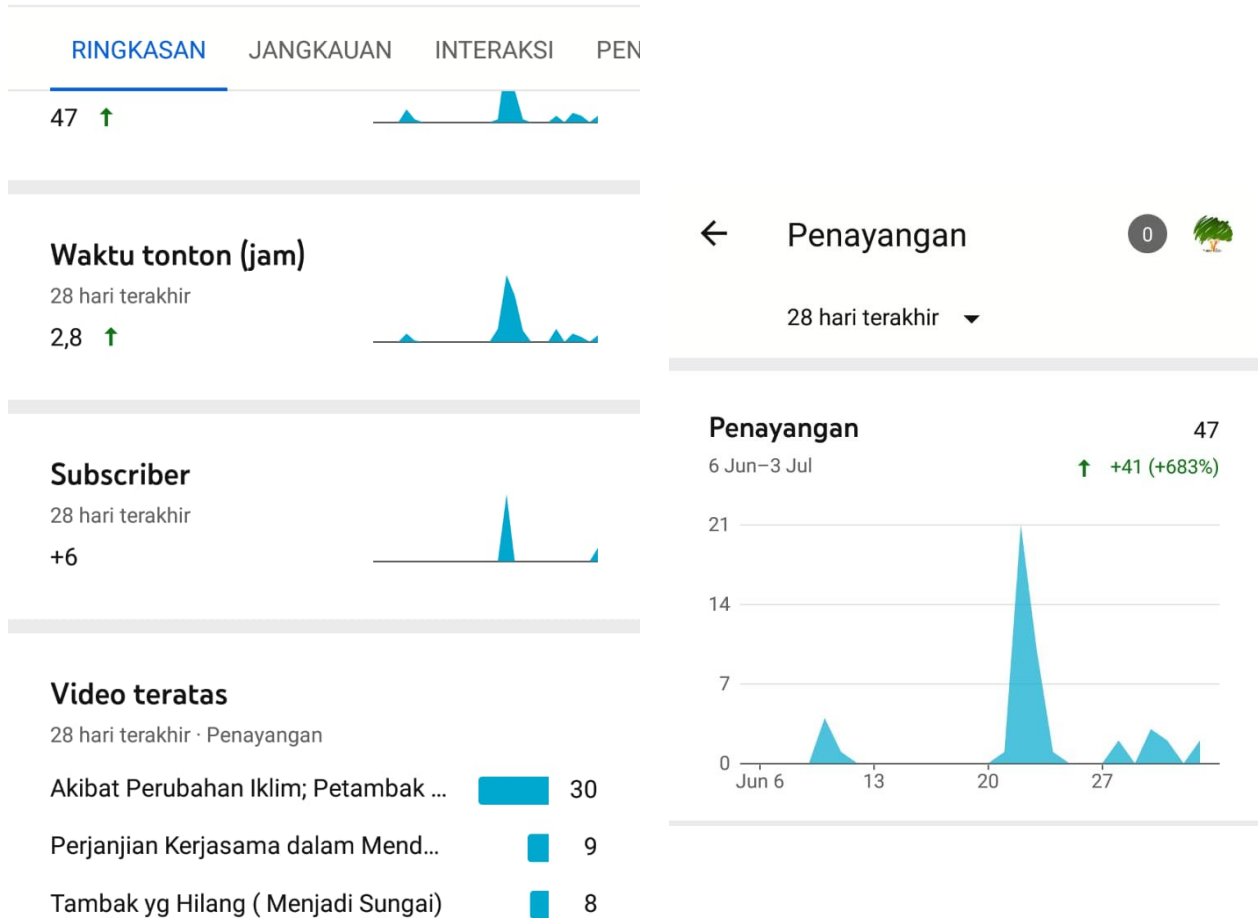 RINGKASAN JANGKAUAN INTERAKSI PEN
47 ↑
Waktu tonton (jam)
28 hari terakhir
2,8 ↑
Subscriber
28 hari terakhir
+6
Video teratas
28 hari terakhir · Penayangan
Akibat Perubahan Iklim; Petambak ... 30
Perjanjian Kerjasama dalam Mend... 9
Tambak yg Hilang ( Menjadi Sungai) 8
← Penayangan 0
28 hari terakhir
Penayangan 47
6 Jun–3 Jul ↑ +41 (+683%)
21
14
7
0
Jun 6 13 20 27